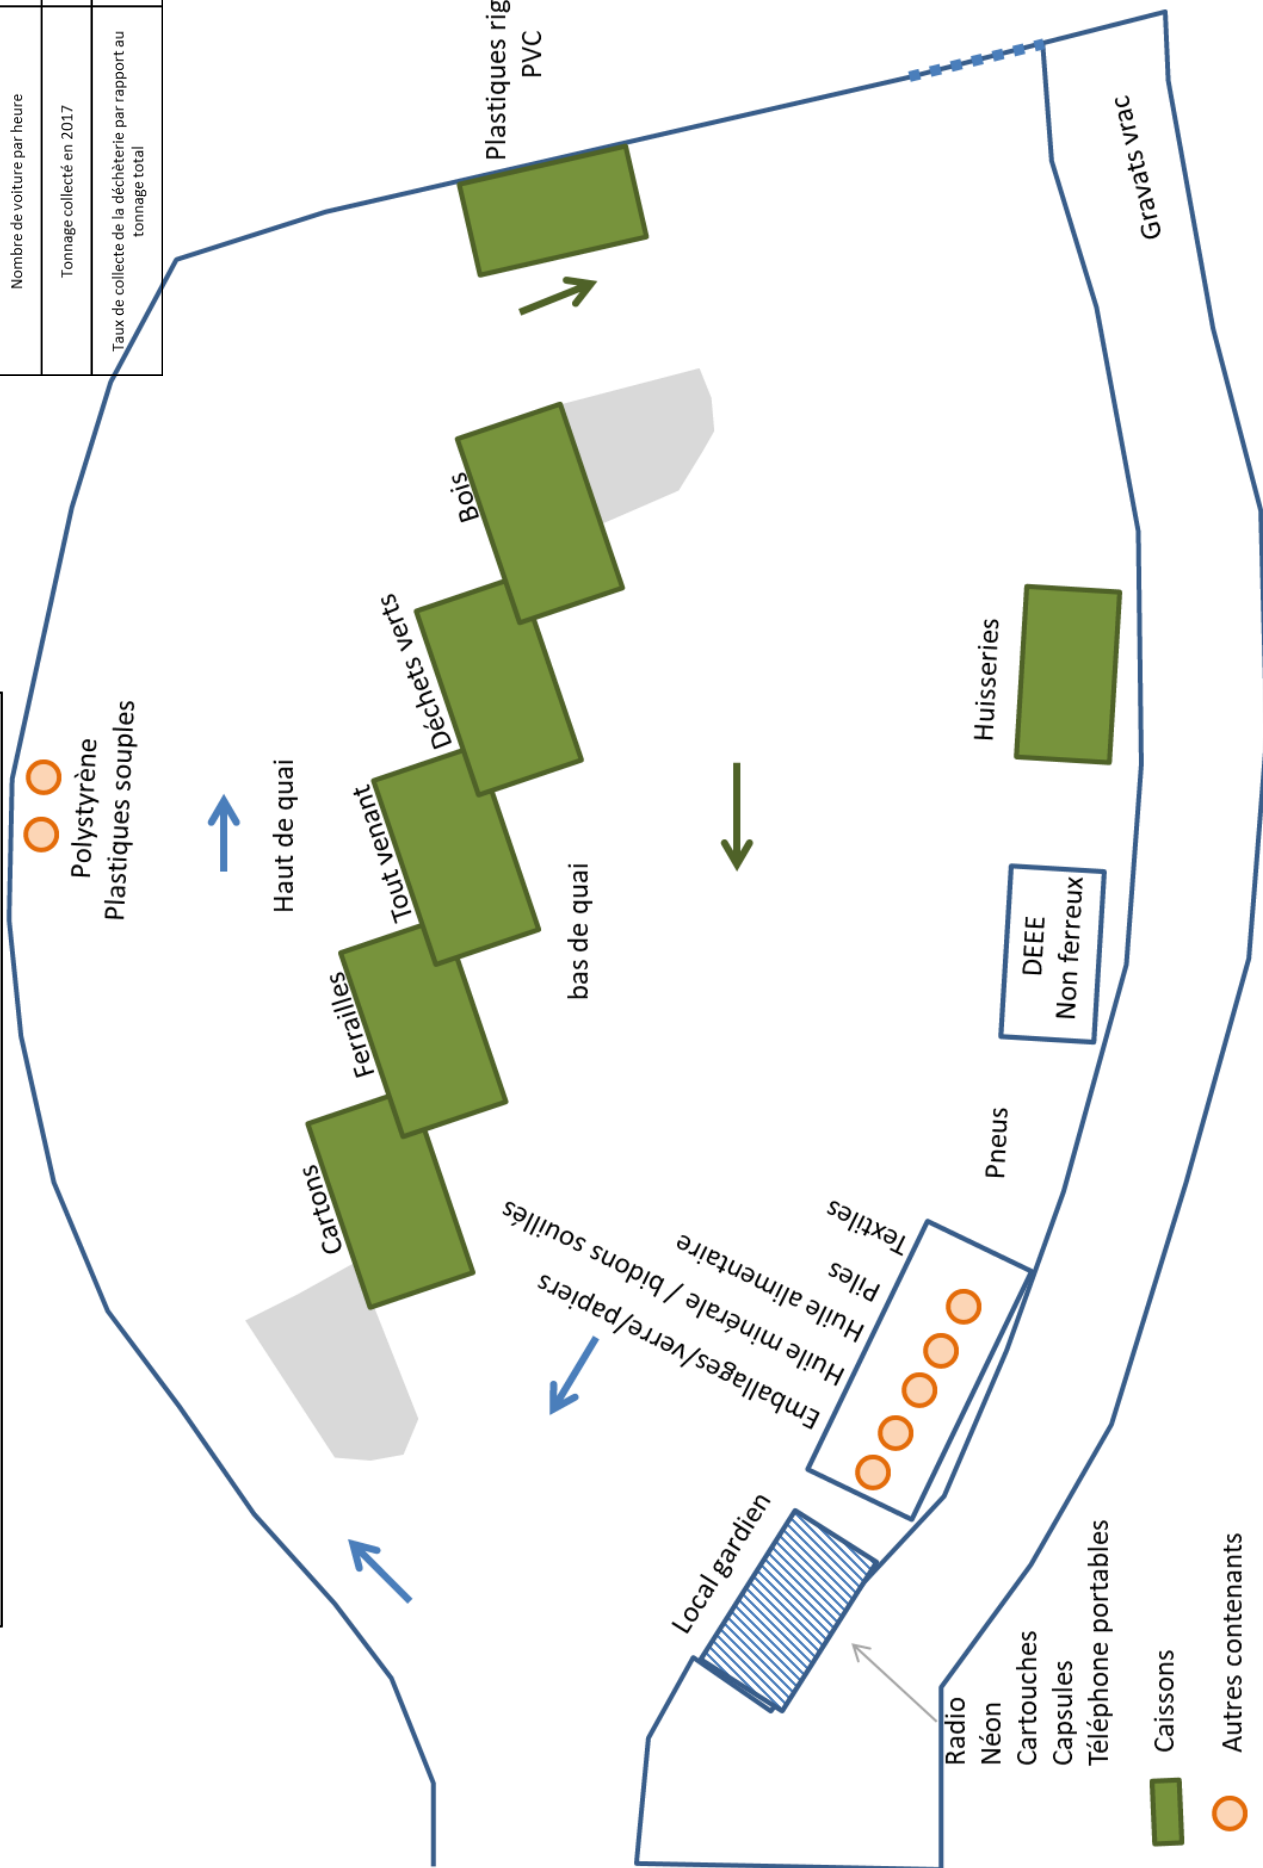 Nombre de voiture par heure
Tonnage collecté en 2017
Taux de collecte de la déchèterie par rapport au
tonnage total
Polystyrène
Plastiques souples
Haut de quai
Cartons
Ferrailles
Tout venant
Déchets verts
Bois
Plastiques rig
PVC
bas de quai
Emballages/verre/papiers
Huile minérale / bidons souillés
Huile alimentaire
Piles
Textiles
Pneus
DEEE
Non ferreux
Huisseries
Gravats vrac
Local gardien
Radio
Néon
Cartouches
Capsules
Téléphone portables
Caissons
Autres contenants